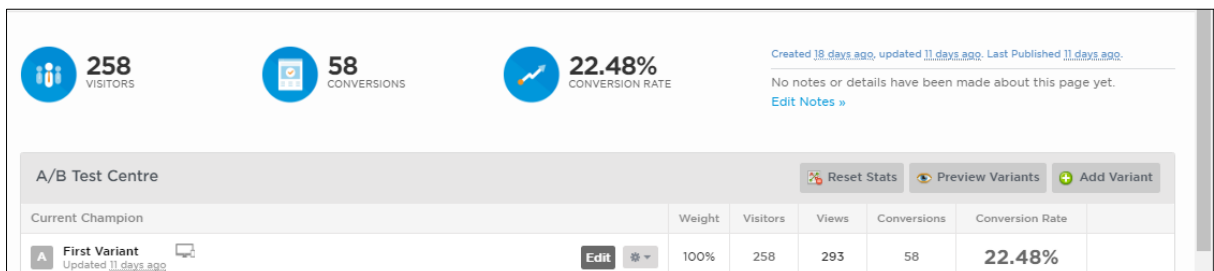 258
VISITORS
58
CONVERSIONS
22.48%
CONVERSION RATE
Created 18 days ago, updated 11 days ago. Last Published 11 days ago.
No notes or details have been made about this page yet.
Edit Notes »
A/B Test Centre
Reset Stats Preview Variants Add Variant
Current Champion Weight Visitors Views Conversions Conversion Rate
A First Variant Edit 100% 258 293 58 22.48%
Updated 11 days ago